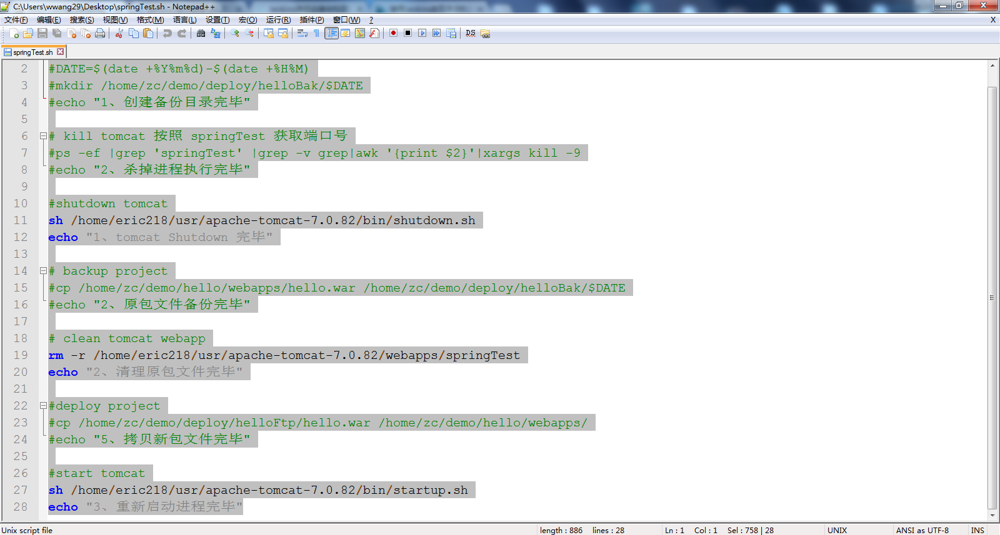 C:\Users\wwang29\Desktop\springTest.sh - Notepad++
文件(F) 编辑(E) 搜索(S) 视图(V) 格式(M) 语言(L) 设置(T) 宏(O) 运行(R) 插件(P) 窗口(W) ? X
springTest.sh
2 #DATE=$(date +%Y%m%d)-$(date +%H%M)
3 #mkdir /home/zc/demo/deploy/helloBak/$DATE
4 #echo "1、创建备份目录完毕"
5
6 # kill tomcat 按照 springTest 获取端口号
7 #ps -ef |grep 'springTest' |grep -v grep|awk '{print $2}'|xargs kill -9
8 #echo "2、杀掉进程执行完毕"
9
10 #shutdown tomcat
11 sh /home/eric218/usr/apache-tomcat-7.0.82/bin/shutdown.sh
12 echo "1、tomcat Shutdown 完毕"
13
14 # backup project
15 #cp /home/zc/demo/hello/webapps/hello.war /home/zc/demo/deploy/helloBak/$DATE
16 #echo "2、原包文件备份完毕"
17
18 # clean tomcat webapp
19 rm -r /home/eric218/usr/apache-tomcat-7.0.82/webapps/springTest
20 echo "2、清理原包文件完毕"
21
22 #deploy project
23 #cp /home/zc/demo/deploy/helloFtp/hello.war /home/zc/demo/hello/webapps/
24 #echo "5、拷贝新包文件完毕"
25
26 #start tomcat
27 sh /home/eric218/usr/apache-tomcat-7.0.82/bin/startup.sh
28 echo "3、重新启动进程完毕"
Unix script file length : 886 lines : 28 Ln : 1 Col : 1 Sel : 758 | 28 UNIX ANSI as UTF-8 INS